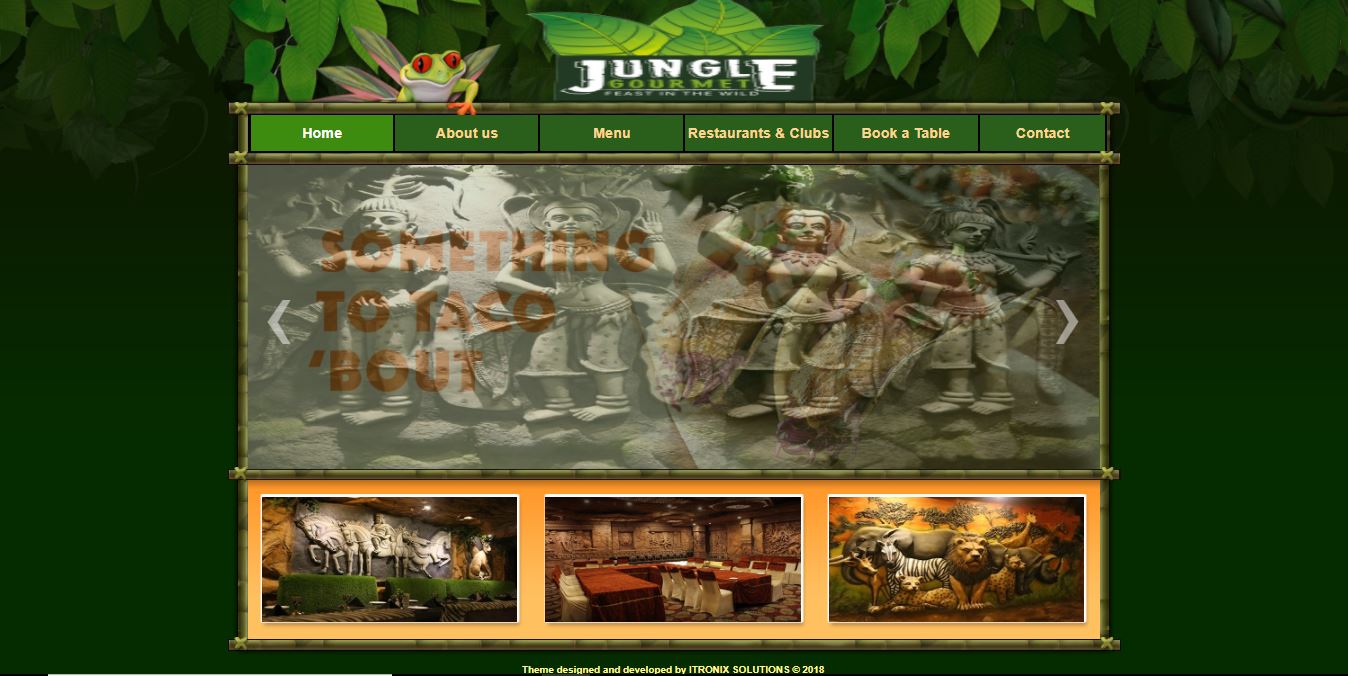 JUNGLE
GOURMET
FEAST IN THE WILD
Home
About us
Menu
Restaurants & Clubs
Book a Table
Contact
SOMETHING
TO TACO
‘BOUT
Theme designed and developed by ITRONIX SOLUTIONS © 2018